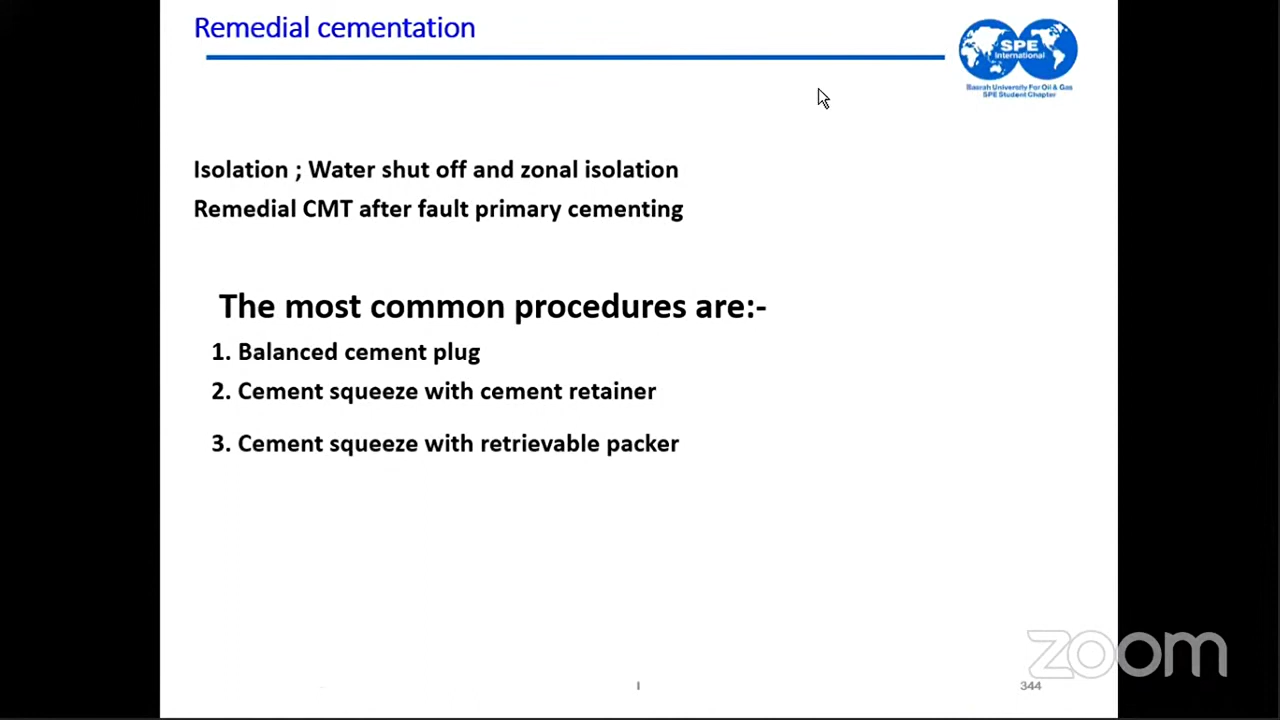 Remedial cementation
SPE
International
Basrah University For Oil & Gas
SPE Student Chapter
Isolation ; Water shut off and zonal isolation
Remedial CMT after fault primary cementing
The most common procedures are:-
1. Balanced cement plug
2. Cement squeeze with cement retainer
3. Cement squeeze with retrievable packer
I
344
zoom